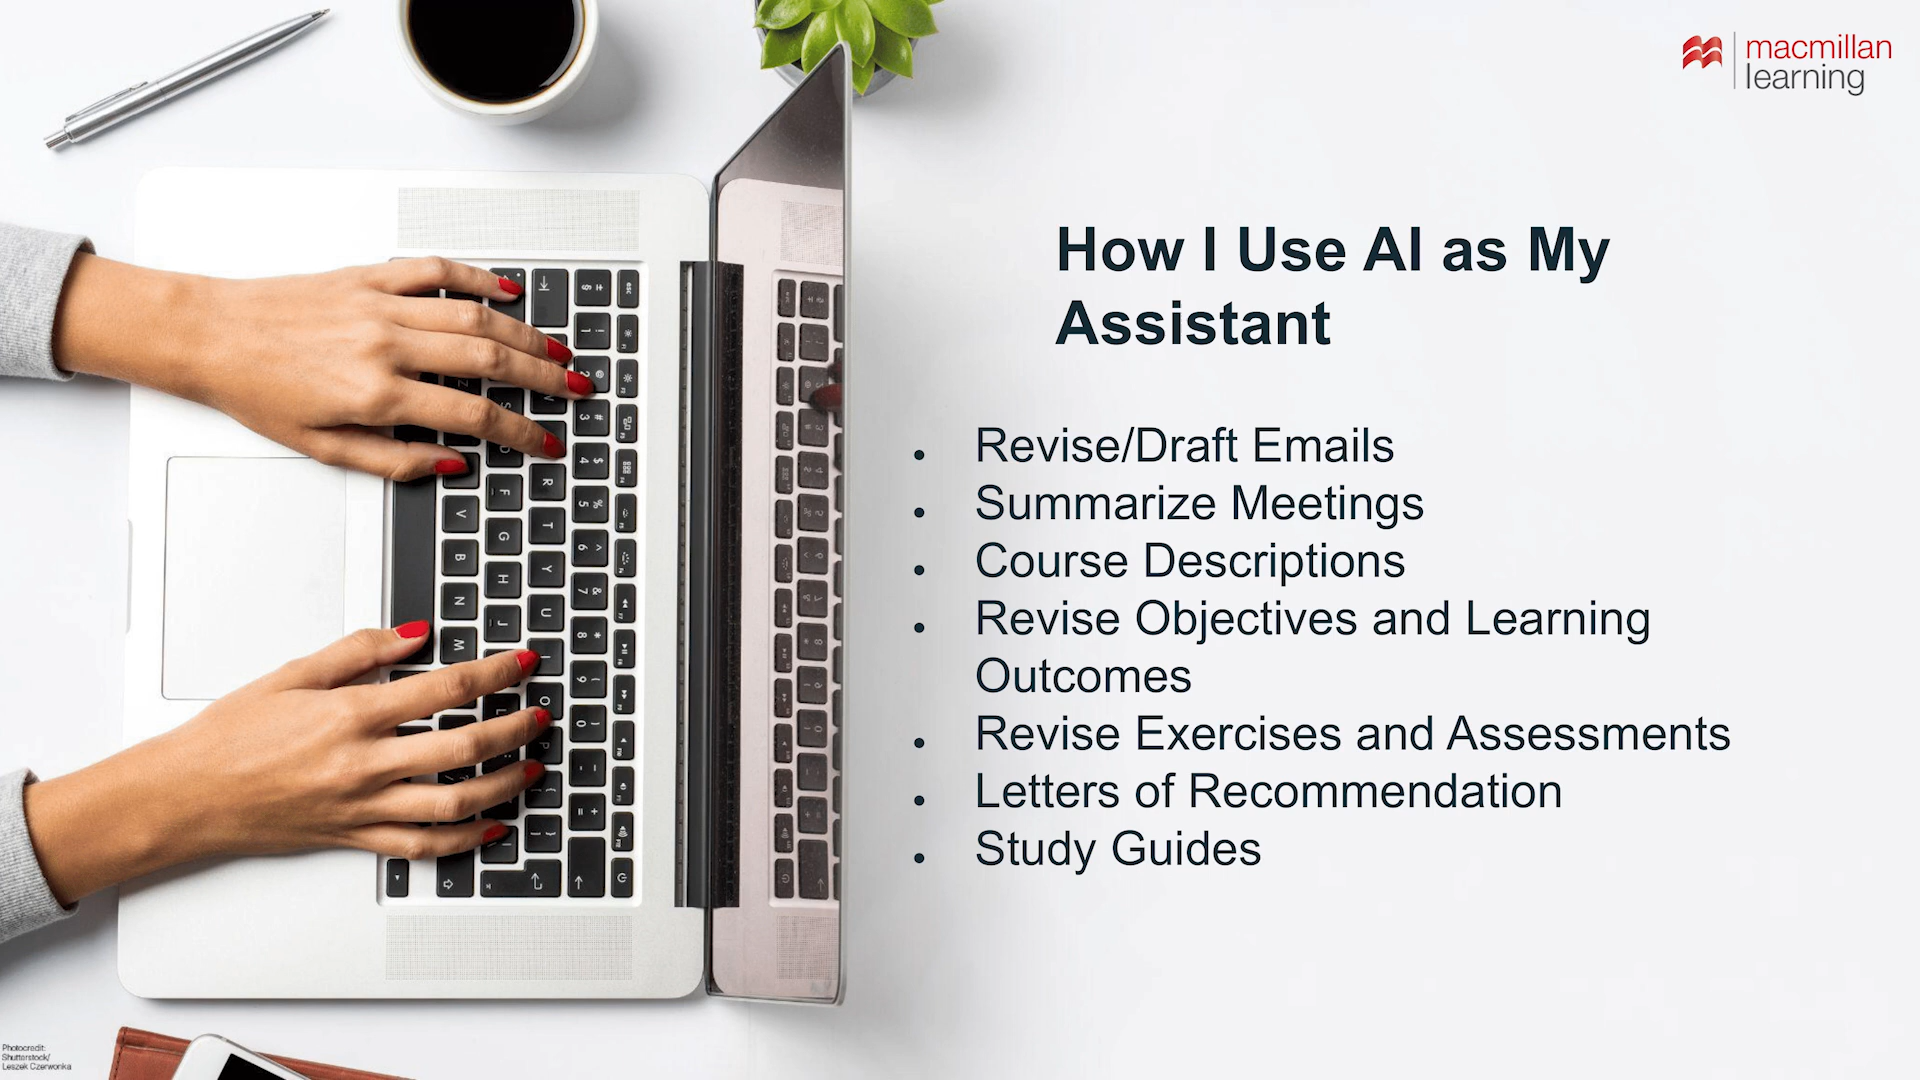 macmillan
learning
How I Use AI as My
Assistant
• Revise/Draft Emails
• Summarize Meetings
• Course Descriptions
• Revise Objectives and Learning
Outcomes
• Revise Exercises and Assessments
• Letters of Recommendation
• Study Guides
Photocredit:
Shutterstock/
Leszek Czerwonka